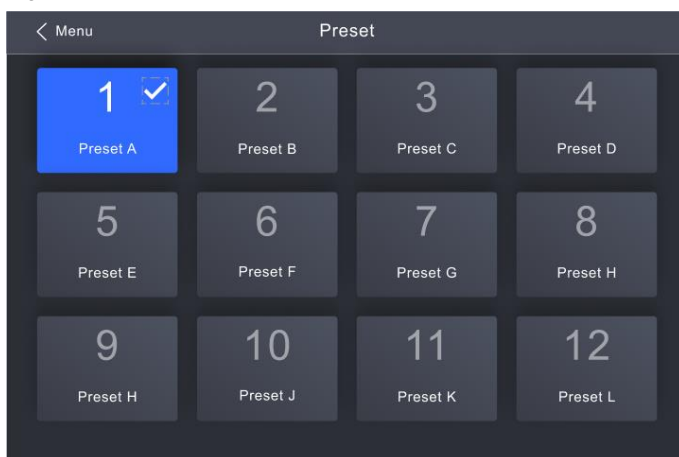 Menu
Preset
1
2
3
4
Preset A
Preset B
Preset C
Preset D
5
6
7
8
Preset E
Preset F
Preset G
Preset H
9
10
11
12
Preset H
Preset J
Preset K
Preset L